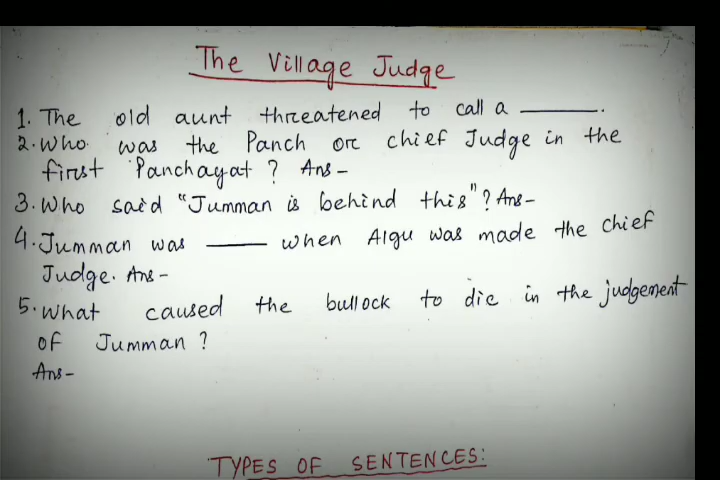 The Village Judge
1. The old aunt threatened to call a ______.
2. Who was the Panch or chief Judge in the
first Panchayat ? Ans -
3. Who said "Jumman is behind this"? Ans -
4. Jumman was ______ when Algu was made the chief
Judge. Ans -
5. What caused the bullock to die in the judgement
of Jumman ?
Ans -
TYPES OF SENTENCES: